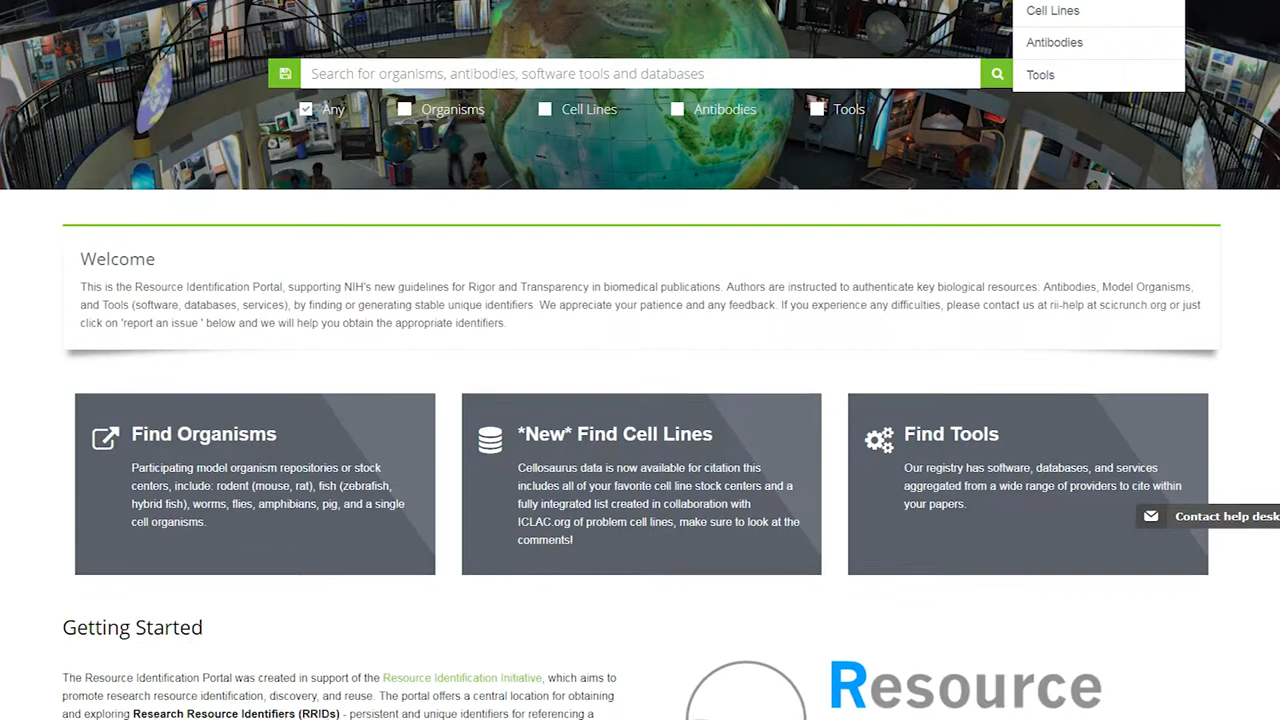 Cell Lines
Antibodies
Search for organisms, antibodies, software tools and databases
Tools
Any
Organisms
Cell Lines
Antibodies
Tools
Welcome
This is the Resource Identification Portal, supporting NIH's new guidelines for Rigor and Transparency in biomedical publications. Authors are instructed to authenticate key biological resources: Antibodies, Model Organisms,
and Tools (software, databases, services), by finding or generating stable unique identifiers. We appreciate your patience and any feedback. If you experience any difficulties, please contact us at rii-help at scicrunch.org or just
click on 'report an issue ' below and we will help you obtain the appropriate identifiers.
Find Organisms
Participating model organism repositories or stock
centers, include: rodent (mouse, rat), fish (zebrafish,
hybrid fish), worms, flies, amphibians, pig, and a single
cell organisms.
*New* Find Cell Lines
Cellosaurus data is now available for citation this
includes all of your favorite cell line stock centers and a
fully integrated list created in collaboration with
ICLAC.org of problem cell lines, make sure to look at the
comments!
Find Tools
Our registry has software, databases, and services
aggregated from a wide range of providers to cite within
your papers.
Contact help desk
Getting Started
The Resource Identification Portal was created in support of the Resource Identification Initiative, which aims to
promote research resource identification, discovery, and reuse. The portal offers a central location for obtaining
and exploring Research Resource Identifiers (RRIDs) - persistent and unique identifiers for referencing a
Resource